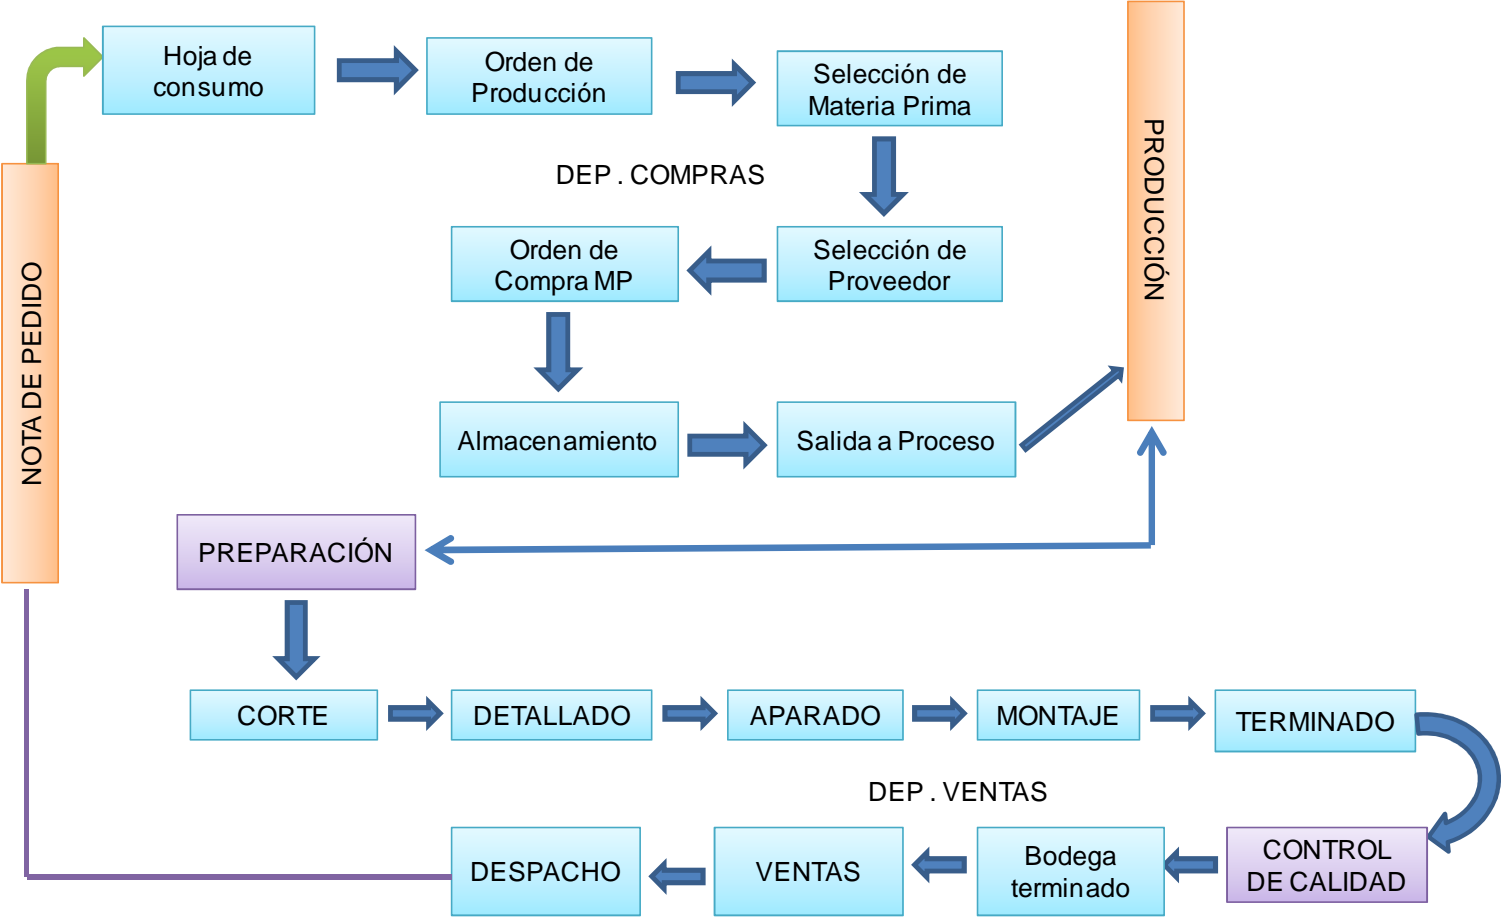 Hoja de
consumo
Orden de
Producción
Selección de
Materia Prima
PRODUCCIÓN
DEP . COMPRAS
NOTA DE PEDIDO
Orden de
Compra MP
Selección de
Proveedor
Almacenamiento
Salida a Proceso
PREPARACIÓN
CORTE
DETALLADO
APARADO
MONTAJE
TERMINADO
DEP . VENTAS
DESPACHO
VENTAS
Bodega
terminado
CONTROL
DE CALIDAD